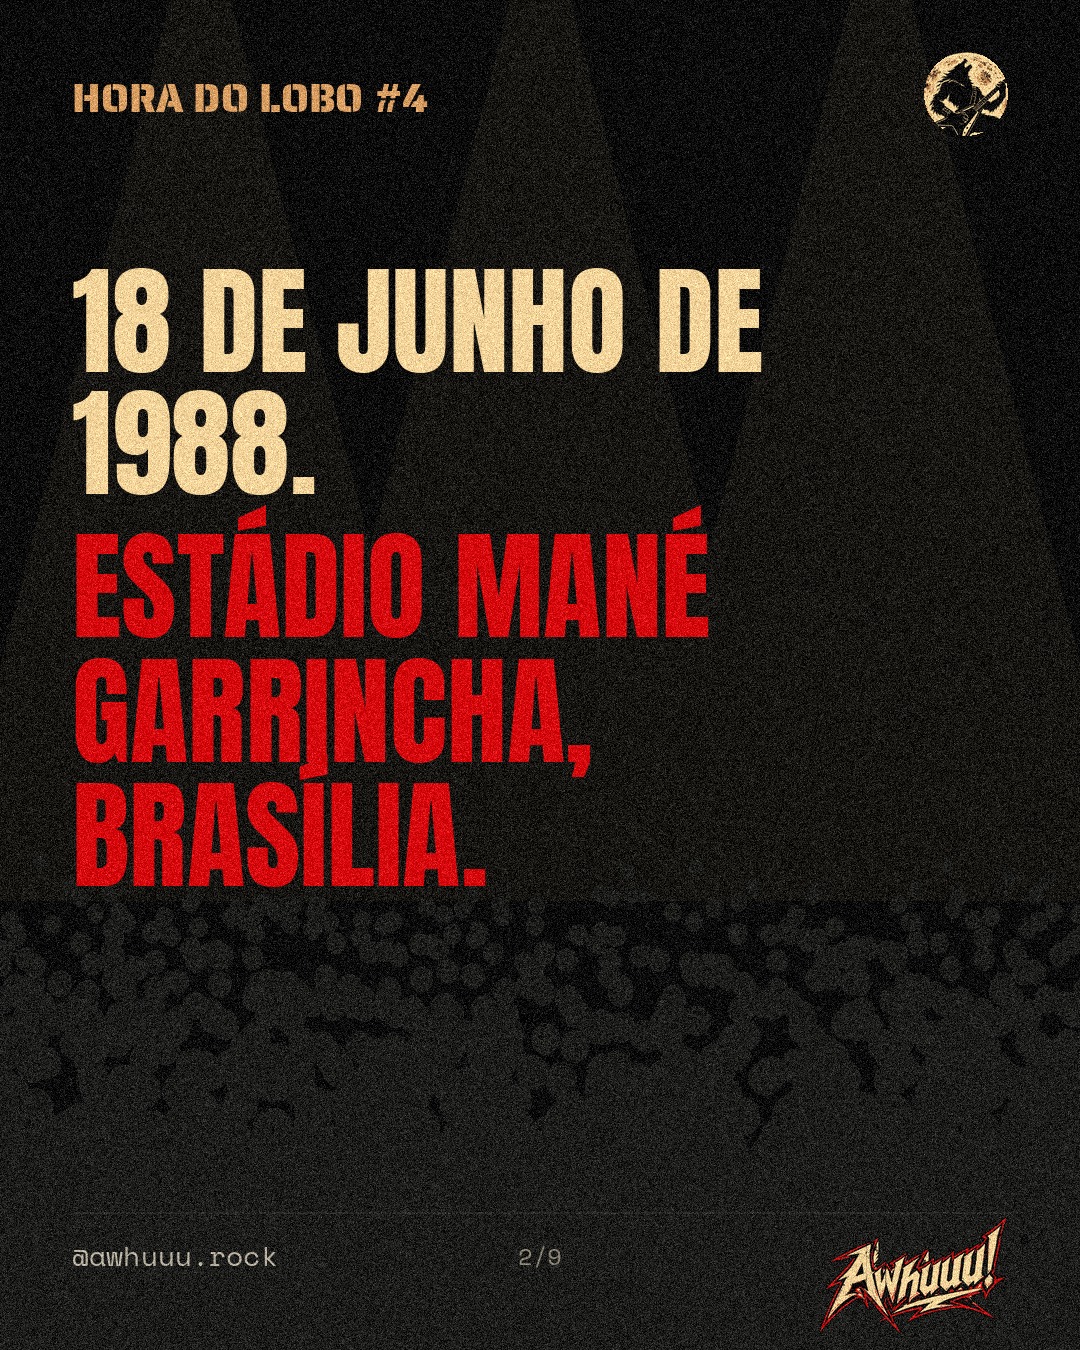 HORA DO LOBO #4
18 DE JUNHO DE
1988.
ESTÁDIO MANÉ
GARRINCHA,
BRASÍLIA.
@awhuuu.rock
2/9
Awhuuu!